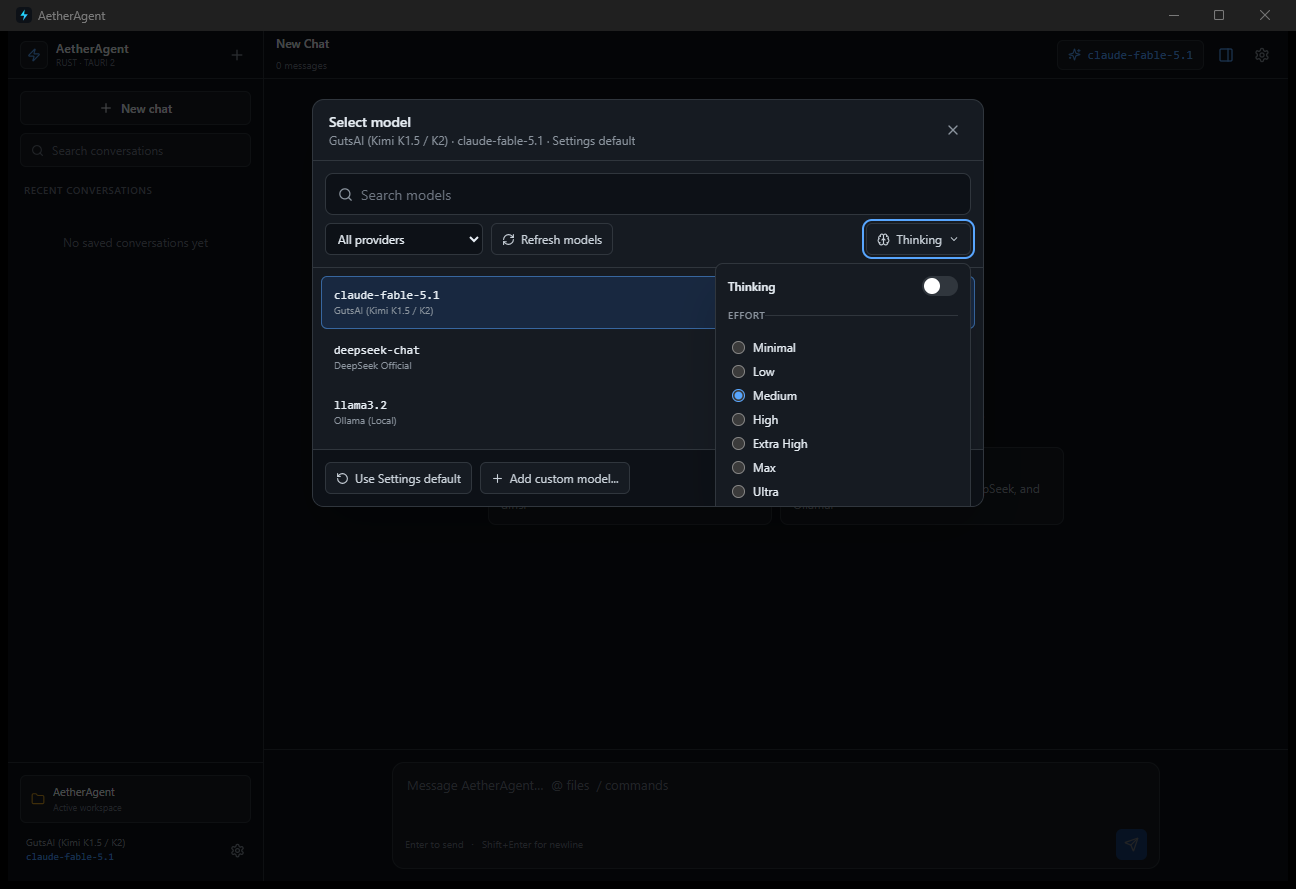 AetherAgent
AetherAgent
RUST · TAURI 2
New chat
Search conversations
RECENT CONVERSATIONS
No saved conversations yet
AetherAgent
Active workspace
GutsAI (Kimi K1.5 / K2)
claude-fable-5.1
New Chat
0 messages
claude-fable-5.1
Select model
GutsAI (Kimi K1.5 / K2) · claude-fable-5.1 · Settings default
Search models
All providers
Refresh models
Thinking
claude-fable-5.1
GutsAI (Kimi K1.5 / K2)
deepseek-chat
DeepSeek Official
llama3.2
Ollama (Local)
Thinking
EFFORT
Minimal
Low
Medium
High
Extra High
Max
Ultra
Use Settings default
Add custom model...
pSeek, and
Message AetherAgent... @ files / commands
Enter to send · Shift+Enter for newline